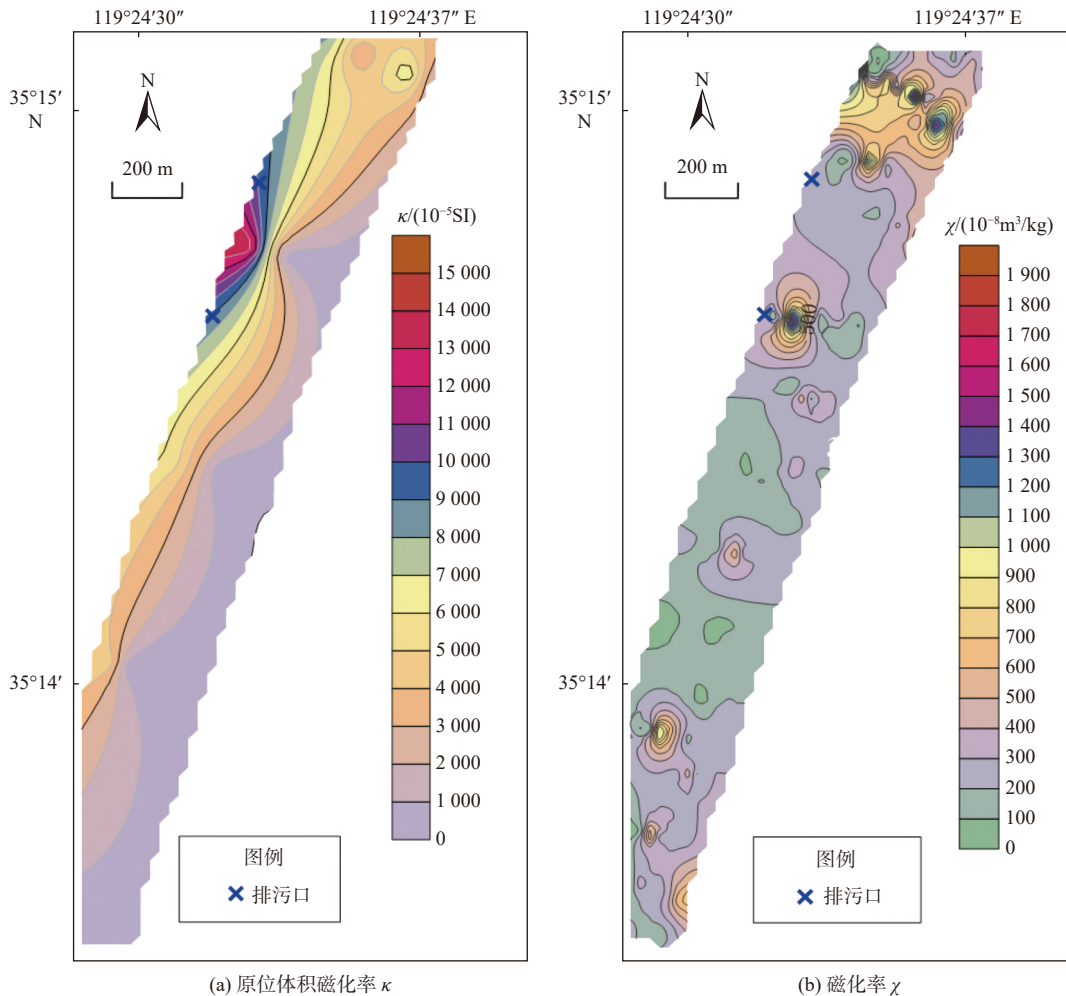 119°24′30″
119°24′37″ E
35°15′
N
N
200 m
κ/(10⁻⁵SI)
15 000
14 000
13 000
12 000
11 000
10 000
9 000
8 000
7 000
6 000
5 000
4 000
3 000
2 000
1 000
0
35°14′
图例
排污口
(a) 原位体积磁化率 κ
119°24′30″
119°24′37″ E
35°15′
N
N
200 m
χ/(10⁻⁸m³/kg)
1 900
1 800
1 700
1 600
1 500
1 400
1 300
1 200
1 100
1 000
900
800
700
600
500
400
300
200
100
0
300
35°14′
图例
排污口
(b) 磁化率 χ